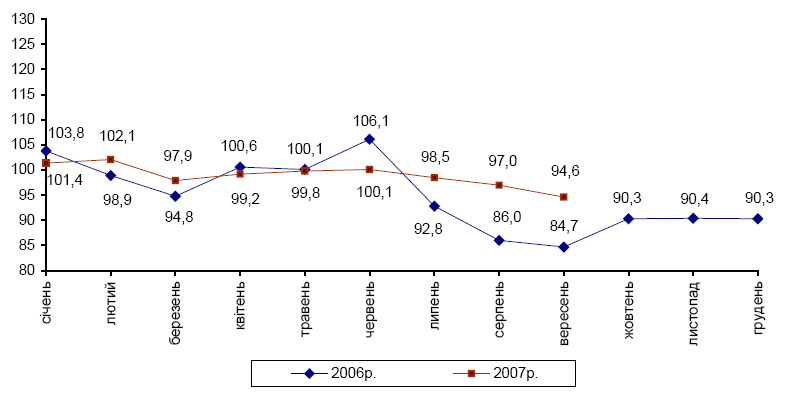 130
125
120
115
110
105
100
95
90
85
80
103,8
102,1
97,9
100,6
100,1
106,1
98,5
97,0
94,6
101,4
98,9
94,8
99,2
99,8
100,1
92,8
86,0
84,7
90,3
90,4
90,3
січень
лютий
березень
квітень
травень
червень
липень
серпень
вересень
жовтень
листопад
грудень
2006р.
2007р.